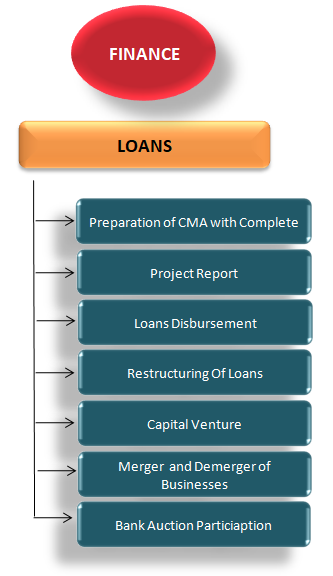 FINANCE
LOANS
Preparation of CMA with Complete
Project Report
Loans Disbursement
Restructuring Of Loans
Capital Venture
Merger and Demerger of
Businesses
Bank Auction Particiaption